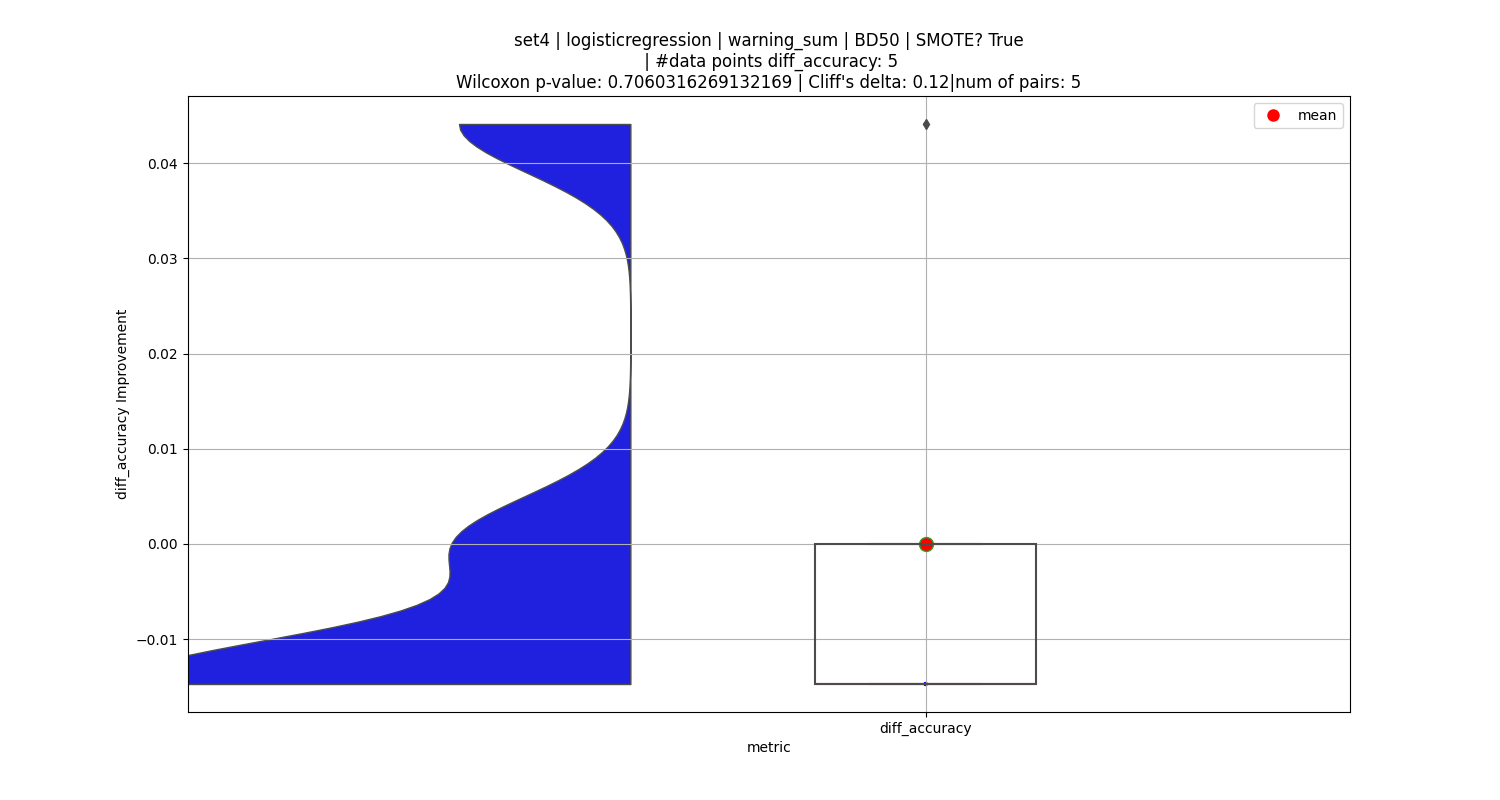 set4 | logisticregression | warning_sum | BD50 | SMOTE? True
| #data points diff_accuracy: 5
Wilcoxon p-value: 0.7060316269132169 | Cliff's delta: 0.12|num of pairs: 5
mean
0.04
0.03
0.02
0.01
0.00
−0.01
diff_accuracy Improvement
diff_accuracy
metric